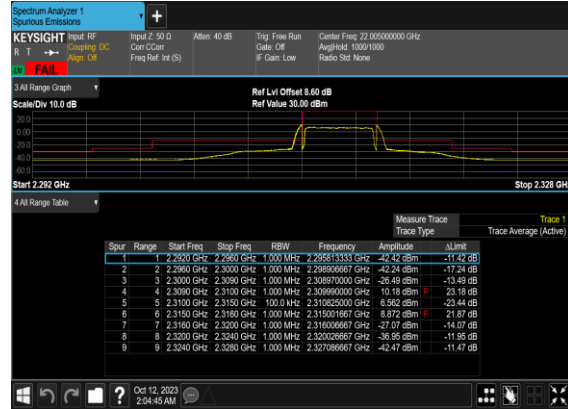 Spectrum Analyzer 1
Spurious Emissions
KEYSIGHT Input: RF Input Z: 50 Ω Atten: 40 dB Trig: Free Run Center Freq: 22.005000000 GHz
R T Coupling: DC Corr CCorr Gate: Off Avg|Hold: 1000/1000
Align: Off Freq Ref: Int (S) IF Gain: Low Radio Std: None
LV FAIL
3 All Range Graph
Ref Lvl Offset 8.60 dB
Scale/Div 10.0 dB Ref Value 30.00 dBm
20.0
0.00
-20.0
-40.0
-60.0
Start 2.292 GHz Stop 2.328 GH
4 All Range Table
Measure Trace Trace 1
Trace Type Trace Average (Active)
Spur Range Start Freq Stop Freq RBW Frequency Amplitude ΔLimit
1 1 2.2920 GHz 2.2960 GHz 1.000 MHz 2.295813333 GHz -42.42 dBm -11.42 dB
2 2 2.2960 GHz 2.3000 GHz 1.000 MHz 2.298906667 GHz -42.24 dBm -17.24 dB
3 3 2.3000 GHz 2.3090 GHz 1.000 MHz 2.308970000 GHz -26.49 dBm -13.49 dB
4 4 2.3090 GHz 2.3100 GHz 1.000 MHz 2.309990000 GHz 10.18 dBm F 23.18 dB
5 5 2.3100 GHz 2.3150 GHz 100.0 kHz 2.310825000 GHz 6.562 dBm -23.44 dB
6 6 2.3150 GHz 2.3160 GHz 1.000 MHz 2.315001667 GHz 8.872 dBm F 21.87 dB
7 7 2.3160 GHz 2.3200 GHz 1.000 MHz 2.316006667 GHz -27.07 dBm -14.07 dB
8 8 2.3200 GHz 2.3240 GHz 1.000 MHz 2.320026667 GHz -36.95 dBm -11.95 dB
9 9 2.3240 GHz 2.3280 GHz 1.000 MHz 2.327086667 GHz -42.47 dBm -11.47 dB
? Oct 12, 2023
2:04:45 AM